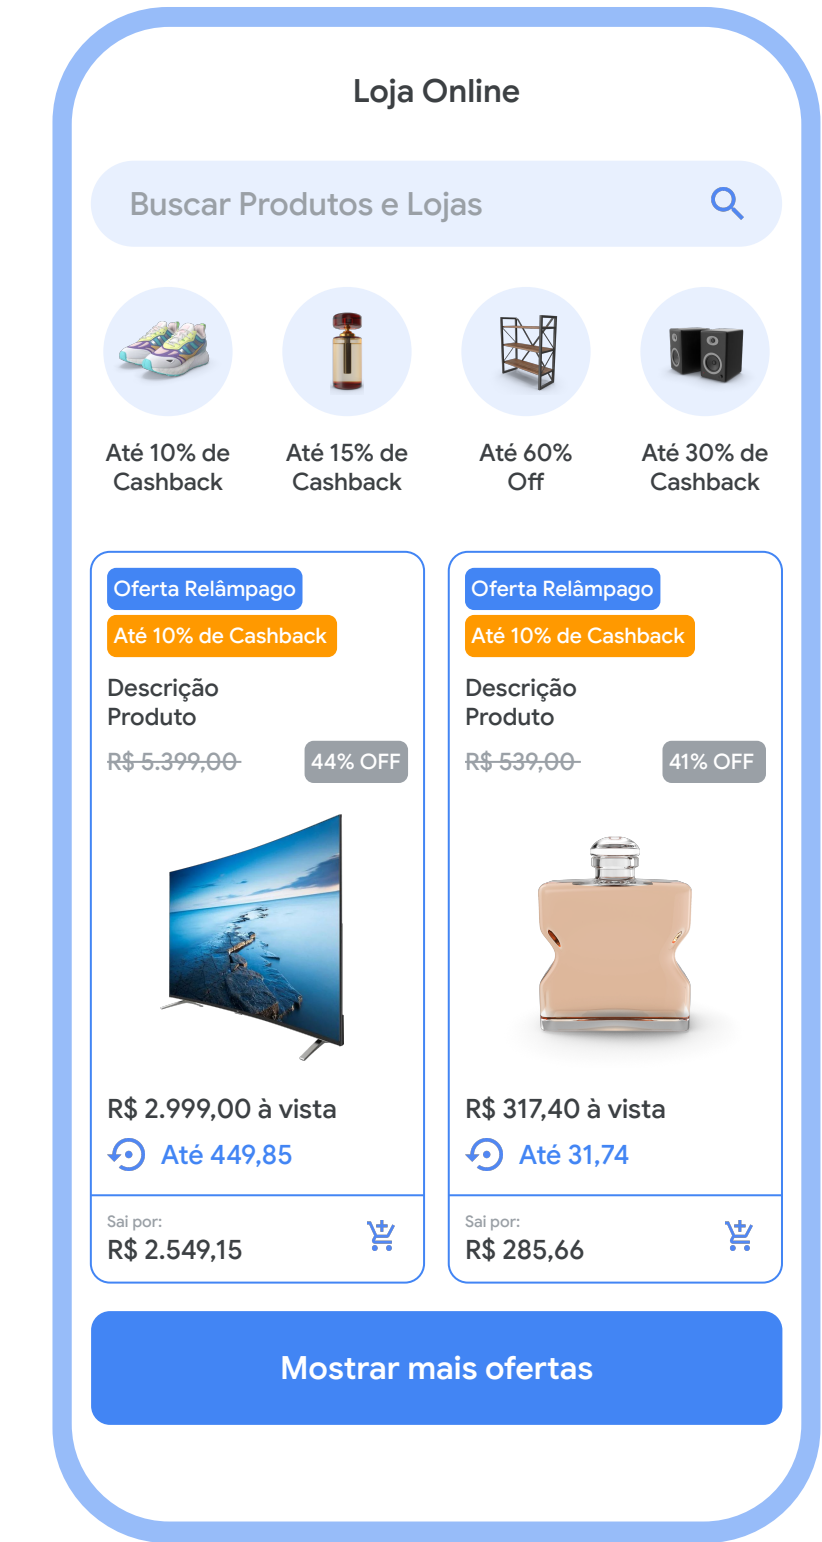 Loja Online
Buscar Produtos e Lojas
Até 10% de
Cashback
Até 15% de
Cashback
Até 60%
Off
Até 30% de
Cashback
Oferta Relâmpago
Até 10% de Cashback
Descrição
Produto
R$ 5.399,00
44% OFF
R$ 2.999,00 à vista
Até 449,85
Sai por:
R$ 2.549,15
Oferta Relâmpago
Até 10% de Cashback
Descrição
Produto
R$ 539,00
41% OFF
R$ 317,40 à vista
Até 31,74
Sai por:
R$ 285,66
Mostrar mais ofertas